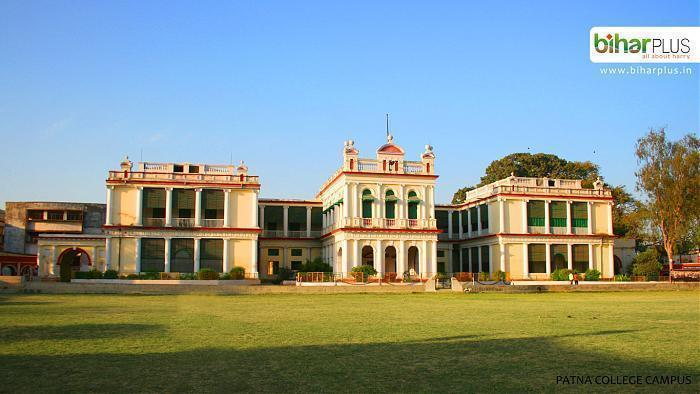 biharPLUS
all about harry
www.biharplus.in
PATNA COLLEGE CAMPUS